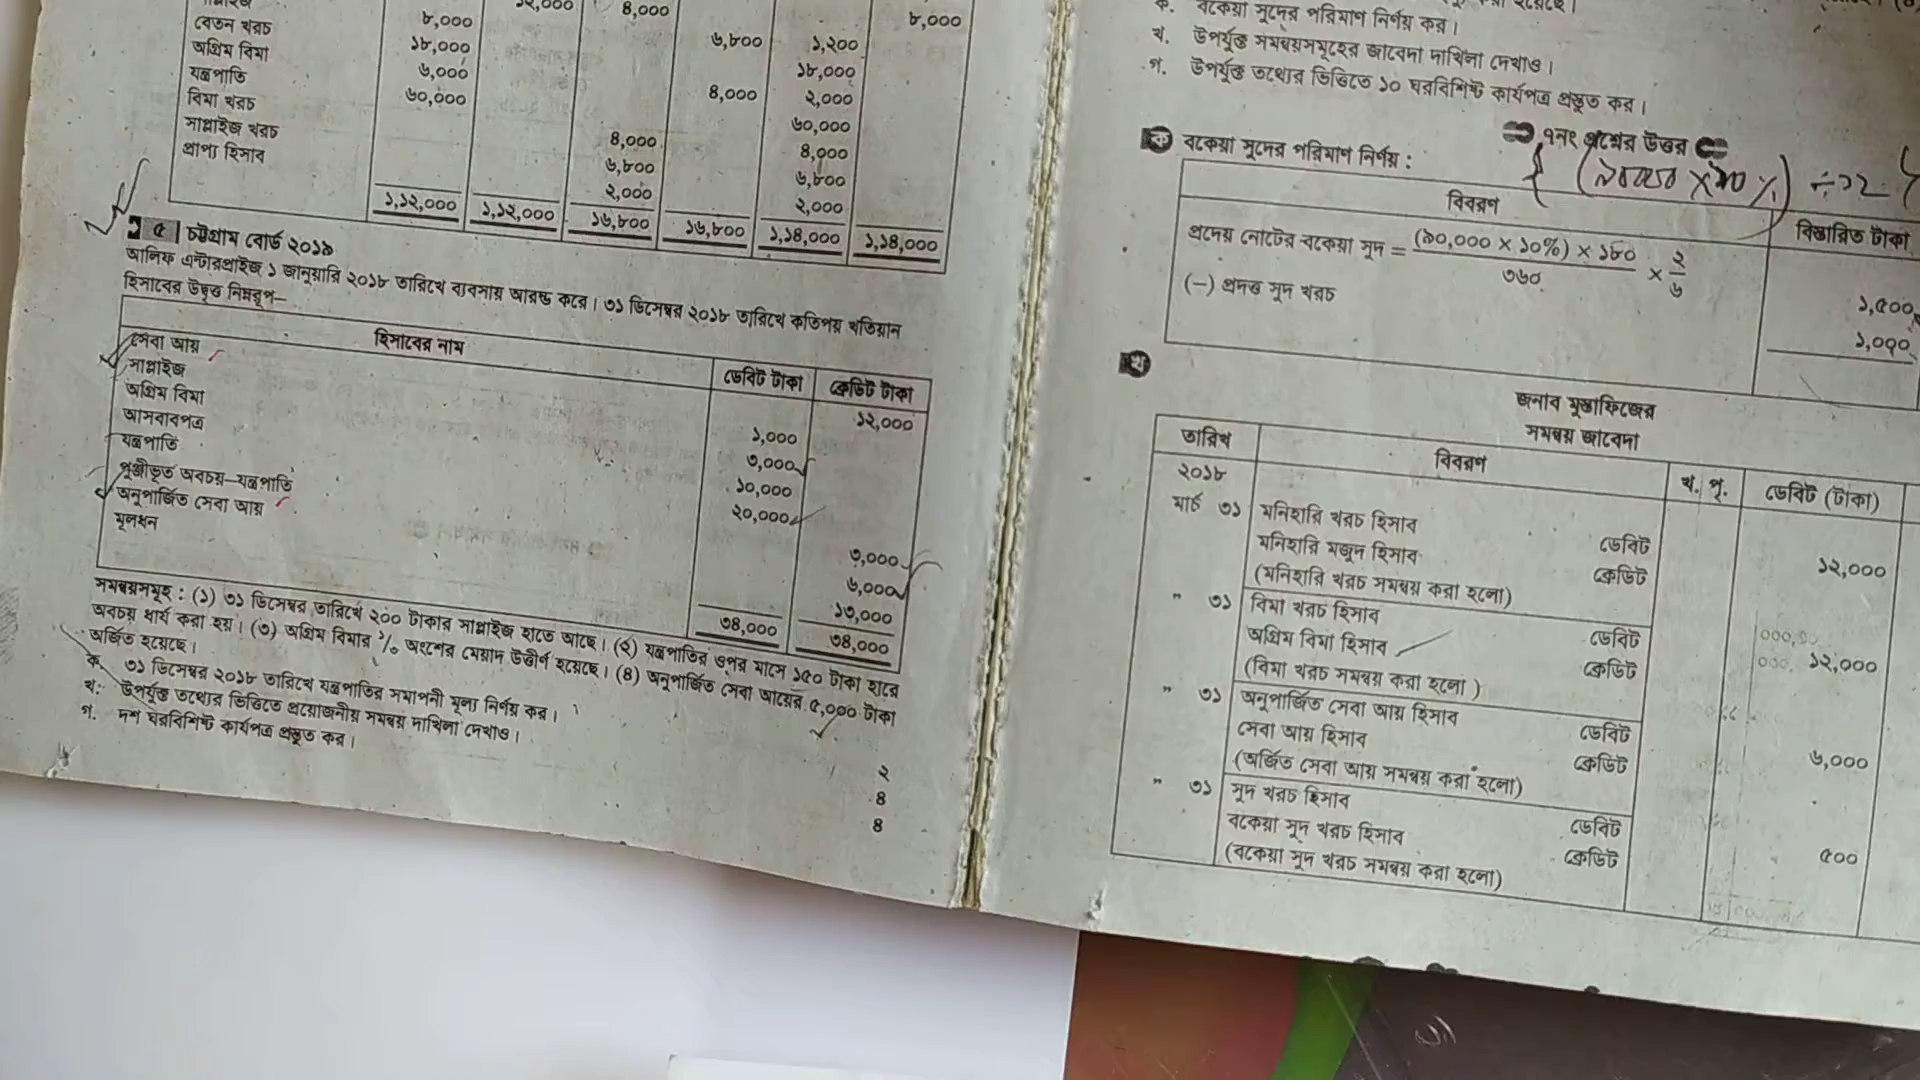 বেতন খরচ ৮,০০০ ১২,০০০ ৪,০০০ ৮,০০০
অগ্রিম বিমা ১৮,০০০ ৬,৮০০ ১,২০০
যন্ত্রপাতি ৬,০০০ ১৮,০০০
বিমা খরচ ৬০,০০০ ৪,০০০ ২,০০০
সাপ্লাইজ খরচ ৬০,০০০
প্রাপ্য হিসাব ৪,০০০ ৪,০০০
৬,৮০০ ৬,৮০০
২,০০০ ২,০০০
১,১২,০০০ ১,১২,০০০ ১৬,৮০০ ১৬,৮০০ ১,১৪,০০০ ১,১৪,০০০
৫ | চট্টগ্রাম বোর্ড ২০১৯
আলিফ এন্টারপ্রাইজ ১ জানুয়ারি ২০১৮ তারিখে ব্যবসায় আরম্ভ করে। ৩১ ডিসেম্বর ২০১৮ তারিখে কতিপয় খতিয়ান
হিসাবের উদ্বৃত্ত নিম্নরূপ—
হিসাবের নাম ডেবিট টাকা ক্রেডিট টাকা
সেবা আয় ১২,০০০
সাপ্লাইজ ১,০০০
অগ্রিম বিমা ৩,০০০
আসবাবপত্র ১০,০০০
যন্ত্রপাতি ২০,০০০
পুঞ্জীভূত অবচয়–যন্ত্রপাতি ৩,০০০
অনুপার্জিত সেবা আয় ৬,০০০
মূলধন ১৩,০০০
৩৪,০০০ ৩৪,০০০
সমন্বয়সমূহ : (১) ৩১ ডিসেম্বর তারিখে ২০০ টাকার সাপ্লাইজ হাতে আছে। (২) যন্ত্রপাতির ওপর মাসে ১৫০ টাকা হারে
অবচয় ধার্য করা হয়। (৩) অগ্রিম বিমার অংশের মেয়াদ উত্তীর্ণ হয়েছে। (৪) অনুপার্জিত সেবা আয়ের ৫,০০০ টাকা
অর্জিত হয়েছে।
ক. ৩১ ডিসেম্বর ২০১৮ তারিখে যন্ত্রপাতির সমাপনী মূল্য নির্ণয় কর। ২
খ. উপর্যুক্ত তথ্যের ভিত্তিতে প্রয়োজনীয় সমন্বয় দাখিলা দেখাও। ৪
গ. দশ ঘরবিশিষ্ট কার্যপত্র প্রস্তুত কর। ৪
ক. বকেয়া সুদের পরিমাণ নির্ণয় কর।
খ. উপর্যুক্ত সমন্বয়সমূহের জাবেদা দাখিলা দেখাও।
গ. উপর্যুক্ত তথ্যের ভিত্তিতে ১০ ঘরবিশিষ্ট কার্যপত্র প্রস্তুত কর।
৭নং প্রশ্নের উত্তর
ক বকেয়া সুদের পরিমাণ নির্ণয় :
বিবরণ বিস্তারিত টাকা
প্রদেয় নোটের বকেয়া সুদ = (৯০,০০০ × ১০%) × ১৮০ / ৩৬০ × ২/৬ ১,৫০০
(–) প্রদত্ত সুদ খরচ ১,০০০
খ
জনাব মুস্তাফিজের
সমন্বয় জাবেদা
তারিখ বিবরণ খ. পৃ. ডেবিট (টাকা)
২০১৮
মার্চ ৩১ মনিহারি খরচ হিসাব ডেবিট ১২,০০০
মনিহারি মজুদ হিসাব ক্রেডিট
(মনিহারি খরচ সমন্বয় করা হলো)
” ৩১ বিমা খরচ হিসাব ডেবিট ১২,০০০
অগ্রিম বিমা হিসাব ক্রেডিট
(বিমা খরচ সমন্বয় করা হলো )
” ৩১ অনুপার্জিত সেবা আয় হিসাব ডেবিট ৬,০০০
সেবা আয় হিসাব ক্রেডিট
(অর্জিত সেবা আয় সমন্বয় করা হলো)
” ৩১ সুদ খরচ হিসাব ডেবিট ৫০০
বকেয়া সুদ খরচ হিসাব ক্রেডিট
(বকেয়া সুদ খরচ সমন্বয় করা হলো)